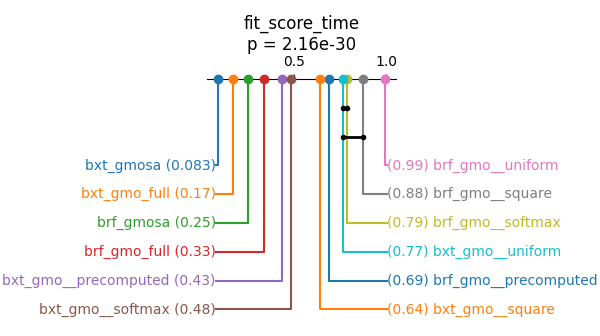 fit_score_time
p = 2.16e-30
0.5
1.0
bxt_gmosa (0.083)
(0.99) brf_gmo__uniform
bxt_gmo_full (0.17)
(0.88) brf_gmo__square
brf_gmosa (0.25)
(0.79) brf_gmo__softmax
brf_gmo_full (0.33)
(0.77) bxt_gmo__uniform
bxt_gmo__precomputed (0.43)
(0.69) brf_gmo__precomputed
bxt_gmo__softmax (0.48)
(0.64) bxt_gmo__square